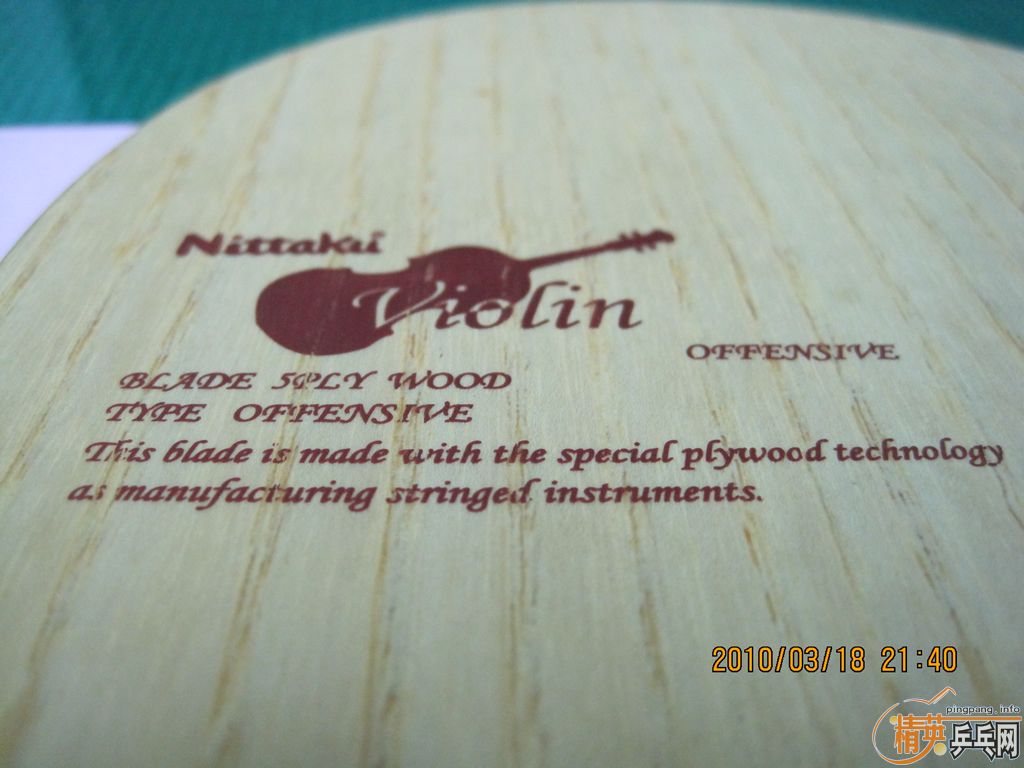 Nittaku
Violin
OFFENSIVE
BLADE 5PLY WOOD
TYPE OFFENSIVE
This blade is made with the special plywood technology
as manufacturing stringed instruments.
2010/03/18 21:40
pingpang.info
精英乒乓网